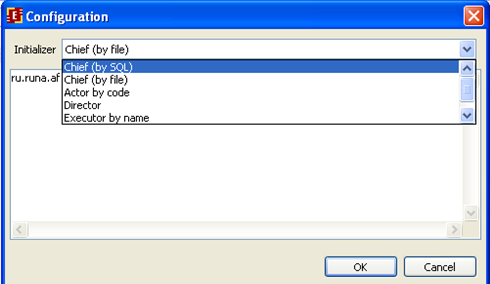 Configuration
Initializer Chief (by file)
Chief (by SQL)
ru.runa.af
Chief (by file)
Actor by code
Director
Executor by name
OK Cancel